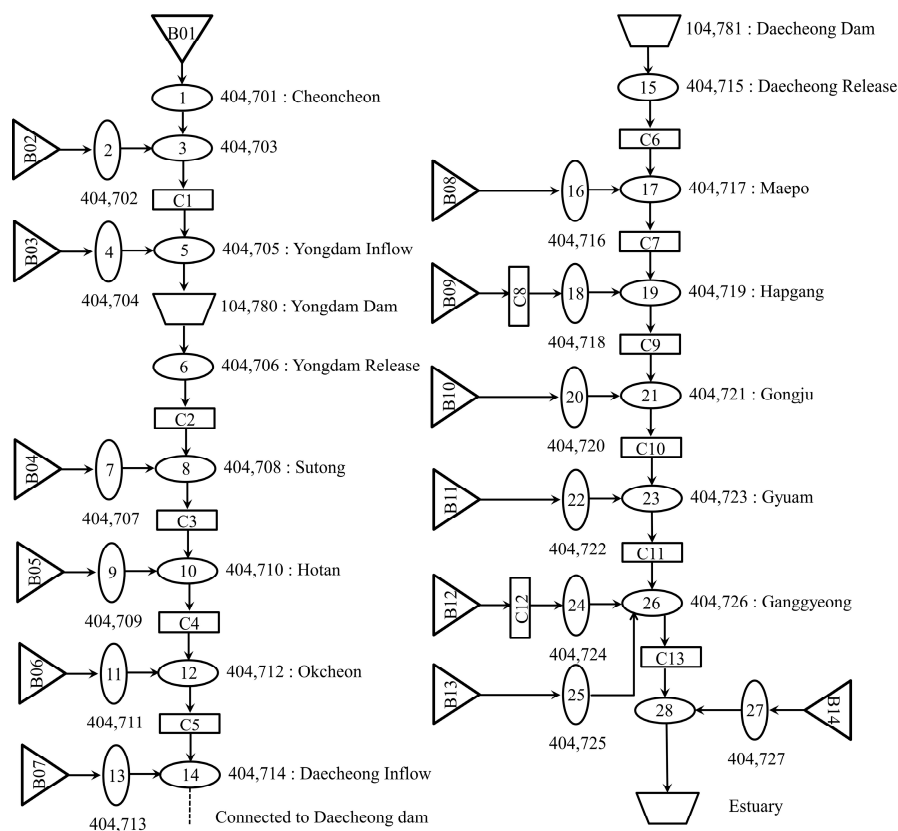 B01
1
404,701 : Cheoncheon
B02
2
3
404,703
404,702
C1
B03
4
5
404,705 : Yongdam Inflow
404,704
104,780 : Yongdam Dam
6
404,706 : Yongdam Release
C2
B04
7
8
404,708 : Sutong
404,707
C3
B05
9
10
404,710 : Hotan
404,709
C4
B06
11
12
404,712 : Okcheon
404,711
C5
B07
13
14
404,714 : Daecheong Inflow
404,713
Connected to Daecheong dam
104,781 : Daecheong Dam
15
404,715 : Daecheong Release
C6
B08
16
17
404,717 : Maepo
404,716
C7
B09
C8
18
19
404,719 : Hapgang
404,718
C9
B10
20
21
404,721 : Gongju
404,720
C10
B11
22
23
404,723 : Gyuam
404,722
C11
B12
C12
24
26
404,726 : Ganggyeong
404,724
C13
B13
25
404,725
28
27
B14
404,727
Estuary